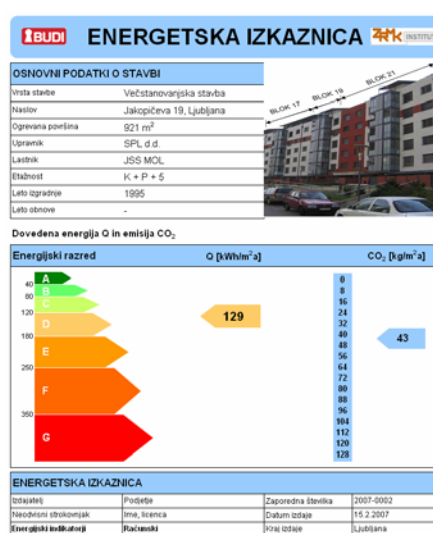 BUDI ENERGETSKA IZKAZNICA ZRMK INSTITUT
OSNOVNI PODATKI O STAVBI
Vrsta stavbe Večstanovanjska stavba
Naslov Jakopičeva 19, Ljubljana
Ogrevana površina 921 m²
Upravnik SPL d.d.
Lastnik JSS MOL
Etažnost K + P + 5
Leto izgradnje 1995
Leto obnove -
BLOK 17 BLOK 19 BLOK 21
Dovedena energija Q in emisija CO₂
Energijski razred Q [kWh/m²a] CO₂ [kg/m²a]
A
40
B
80
C
120
D
180
E
250
F
350
G
129
0
8
16
24
32
40
48
56
64
72
80
88
96
104
112
120
128
43
ENERGETSKA IZKAZNICA
Izdajatelj Podjetje Zaporedna številka 2007-0002
Neodvisni strokovnjak Ime, licenca Datum izdaje 15.2.2007
Energijski indikatorji Računski Kraj izdaje Ljubljana